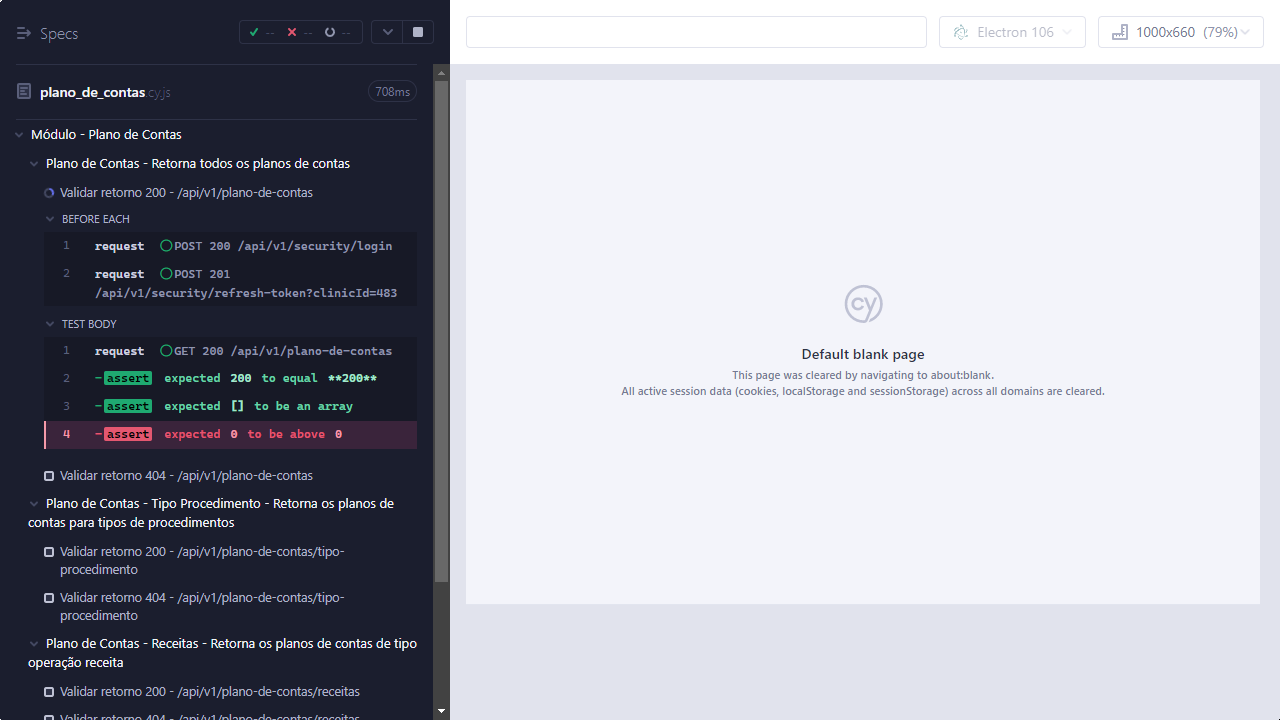 Specs
-- -- --
plano_de_contas.cy.js
708ms
Módulo - Plano de Contas
Plano de Contas - Retorna todos os planos de contas
Validar retorno 200 - /api/v1/plano-de-contas
BEFORE EACH
1 request POST 200 /api/v1/security/login
2 request POST 201
/api/v1/security/refresh-token?clinicId=483
TEST BODY
1 request GET 200 /api/v1/plano-de-contas
2 -assert expected 200 to equal **200**
3 -assert expected [] to be an array
4 -assert expected 0 to be above 0
Validar retorno 404 - /api/v1/plano-de-contas
Plano de Contas - Tipo Procedimento - Retorna os planos de
contas para tipos de procedimentos
Validar retorno 200 - /api/v1/plano-de-contas/tipo-
procedimento
Validar retorno 404 - /api/v1/plano-de-contas/tipo-
procedimento
Plano de Contas - Receitas - Retorna os planos de contas de tipo
operação receita
Validar retorno 200 - /api/v1/plano-de-contas/receitas
Validar retorno 404 - /api/v1/plano-de-contas/receitas
Electron 106
1000x660 (79%)
cy
Default blank page
This page was cleared by navigating to about:blank.
All active session data (cookies, localStorage and sessionStorage) across all domains are cleared.